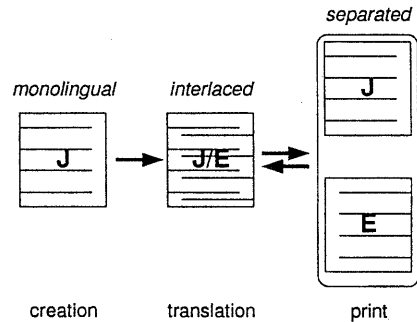 separated
monolingual
interlaced
J
J
J/E
E
creation
translation
print